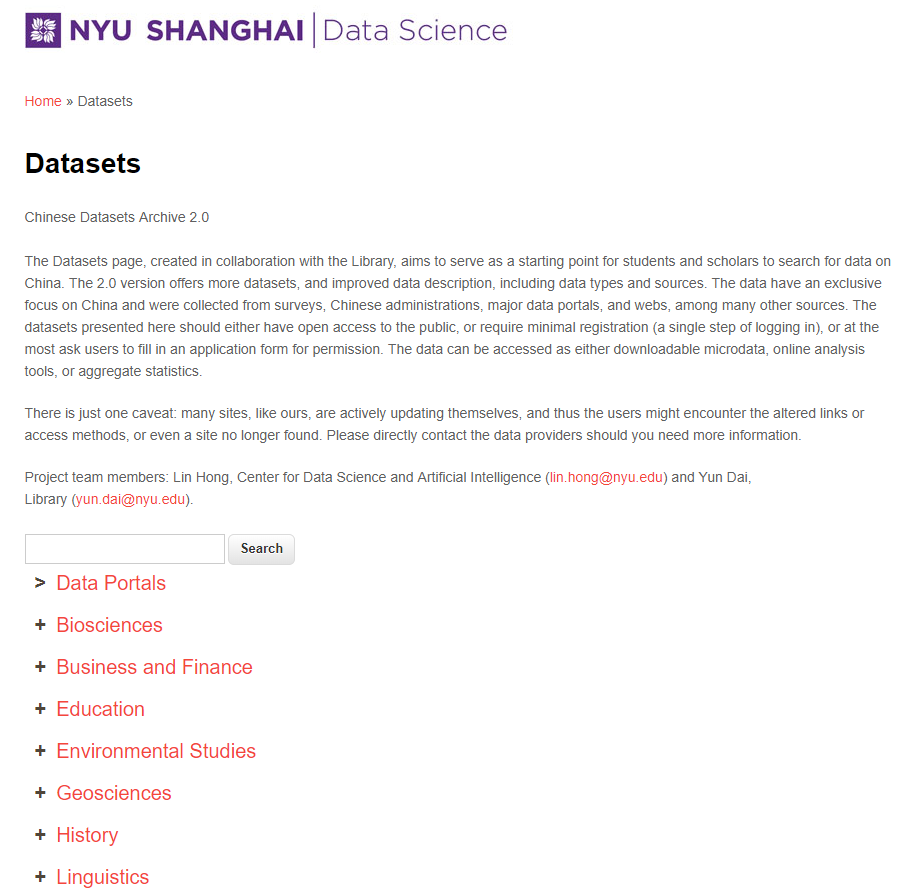 NYU SHANGHAI | Data Science
Home » Datasets
Datasets
Chinese Datasets Archive 2.0
The Datasets page, created in collaboration with the Library, aims to serve as a starting point for students and scholars to search for data on
China. The 2.0 version offers more datasets, and improved data description, including data types and sources. The data have an exclusive
focus on China and were collected from surveys, Chinese administrations, major data portals, and webs, among many other sources. The
datasets presented here should either have open access to the public, or require minimal registration (a single step of logging in), or at the
most ask users to fill in an application form for permission. The data can be accessed as either downloadable microdata, online analysis
tools, or aggregate statistics.
There is just one caveat: many sites, like ours, are actively updating themselves, and thus the users might encounter the altered links or
access methods, or even a site no longer found. Please directly contact the data providers should you need more information.
Project team members: Lin Hong, Center for Data Science and Artificial Intelligence (lin.hong@nyu.edu) and Yun Dai,
Library (yun.dai@nyu.edu).
Search
> Data Portals
+ Biosciences
+ Business and Finance
+ Education
+ Environmental Studies
+ Geosciences
+ History
+ Linguistics